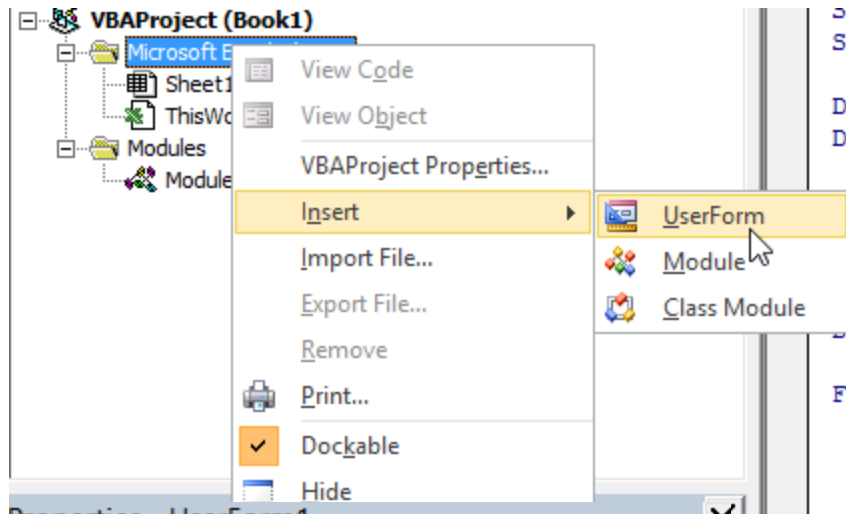 VBAProject (Book1)
Microsoft E
Sheet1
ThisWo
Modules
Module
View Code
View Object
VBAProject Properties...
Insert
Import File...
Export File...
Remove
Print...
Dockable
Hide
UserForm
Module
Class Module
S
S
D
D
F